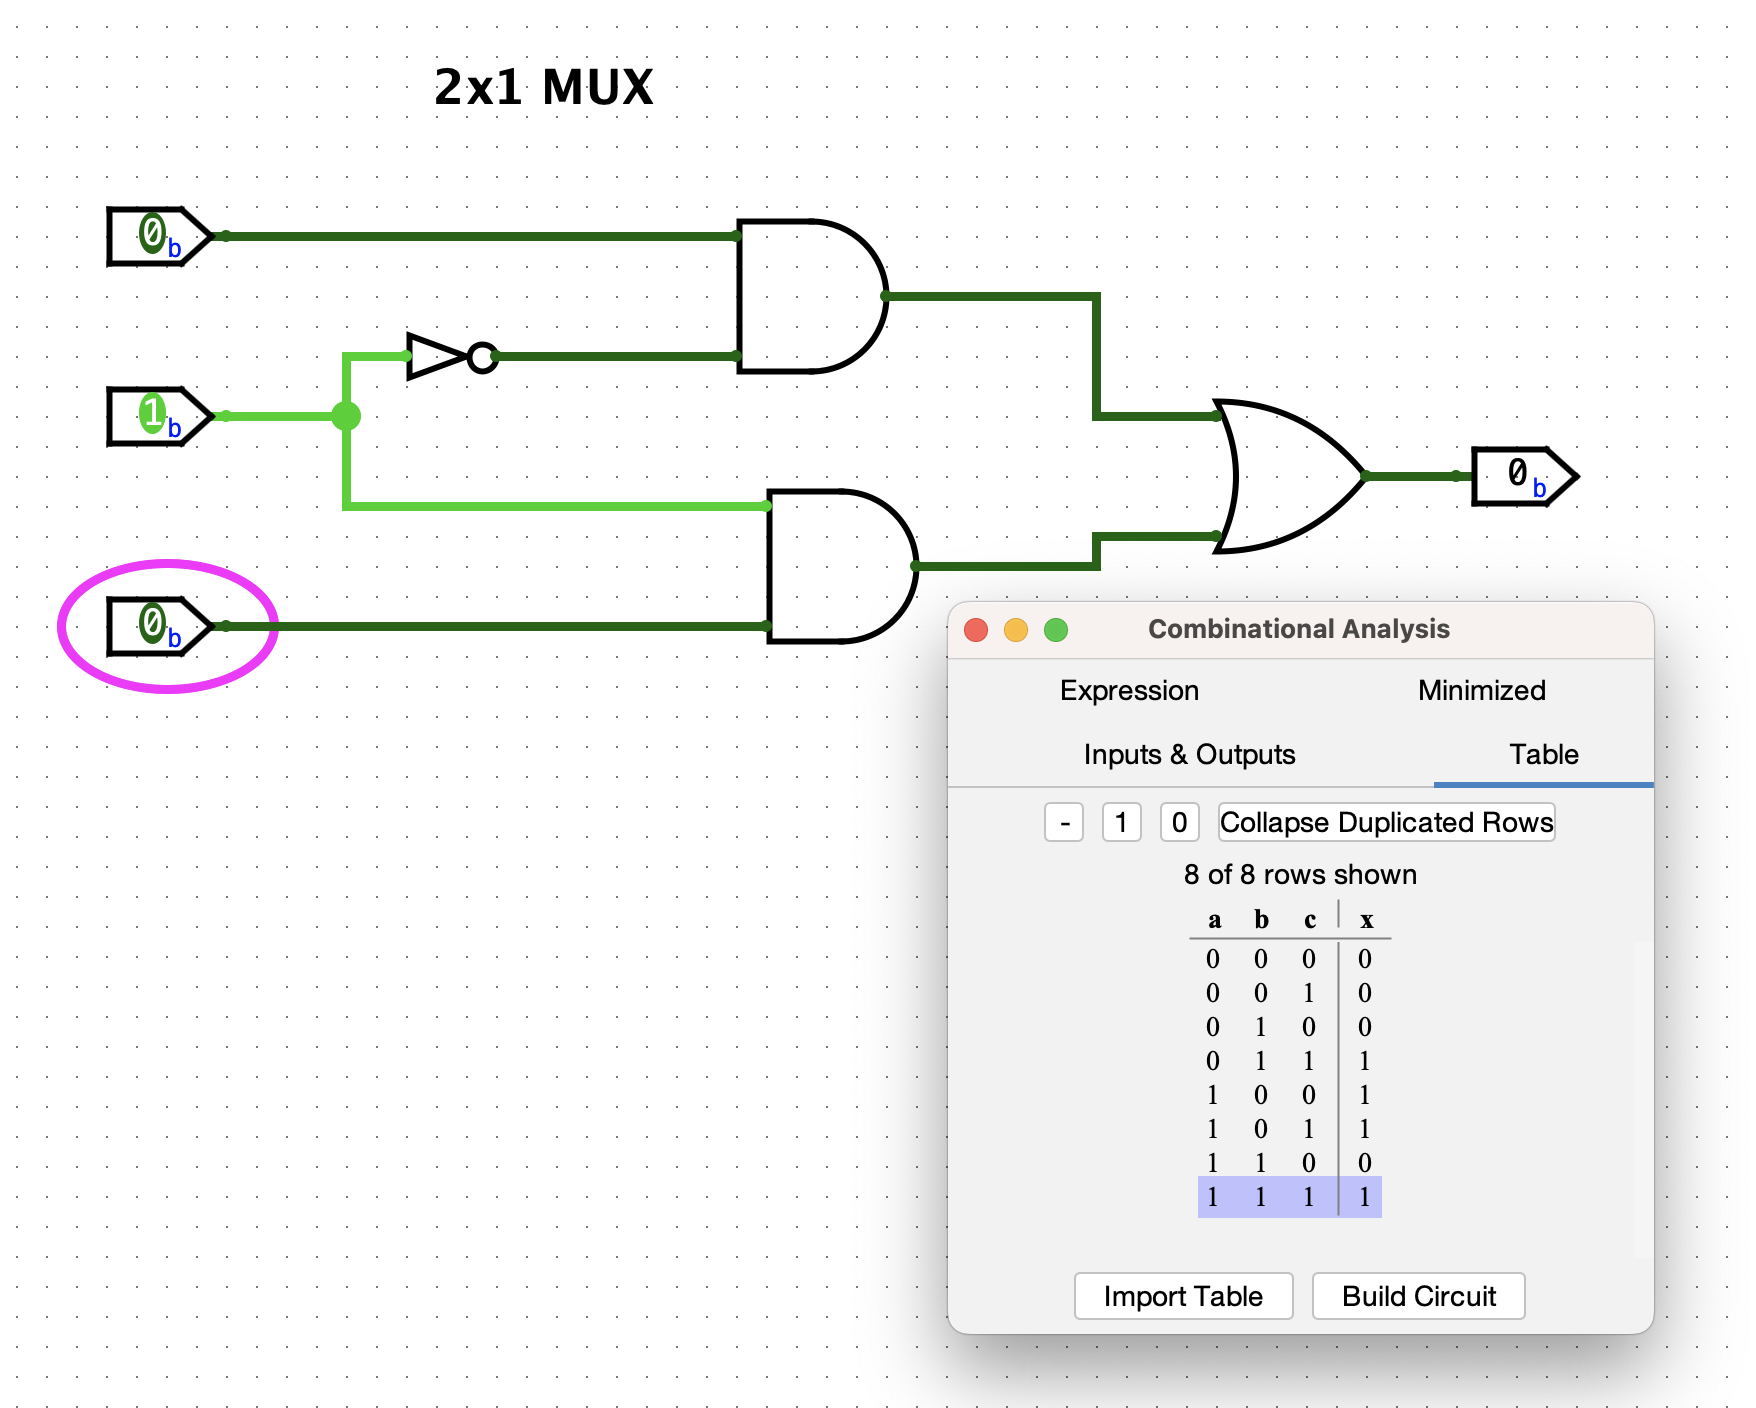 2x1 MUX
0b
1b
0b
0b
Combinational Analysis
Expression Minimized
Inputs & Outputs Table
- 1 0 Collapse Duplicated Rows
8 of 8 rows shown
a b c x
0 0 0 0
0 0 1 0
0 1 0 0
0 1 1 1
1 0 0 1
1 0 1 1
1 1 0 0
1 1 1 1
Import Table Build Circuit